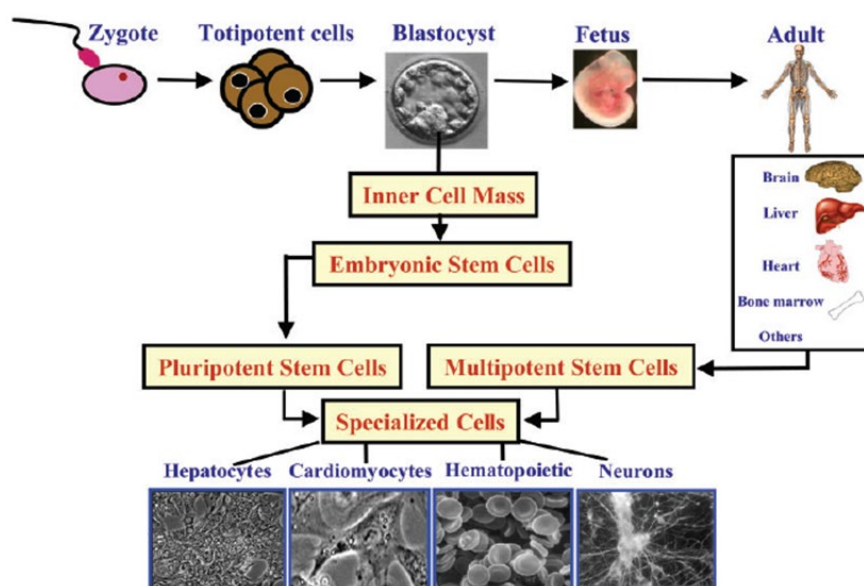 Zygote
Totipotent cells
Blastocyst
Fetus
Adult
Inner Cell Mass
Embryonic Stem Cells
Brain
Liver
Heart
Bone marrow
Others
Pluripotent Stem Cells
Multipotent Stem Cells
Specialized Cells
Hepatocytes
Cardiomyocytes
Hematopoietic
Neurons